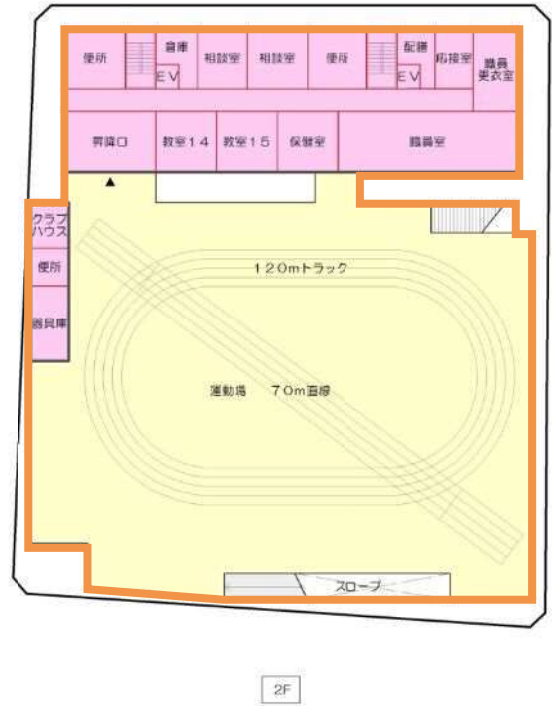 便所
倉庫
EV
相談室
相談室
便所
配膳
EV
応接室
職員
更衣室
昇降口
教室14
教室15
保健室
職員室
クラブ
ハウス
便所
器具庫
120mトラック
運動場 70m直線
スロープ
2F